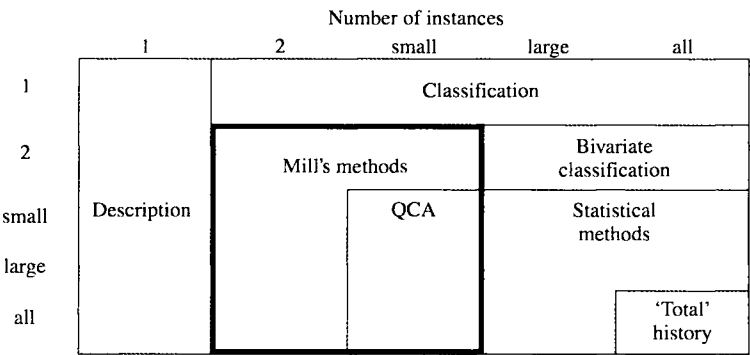 Number of instances
1 2 small large all
1 Classification
2 Mill's methods Bivariate
classification
small Description QCA Statistical
methods
large
all 'Total'
history